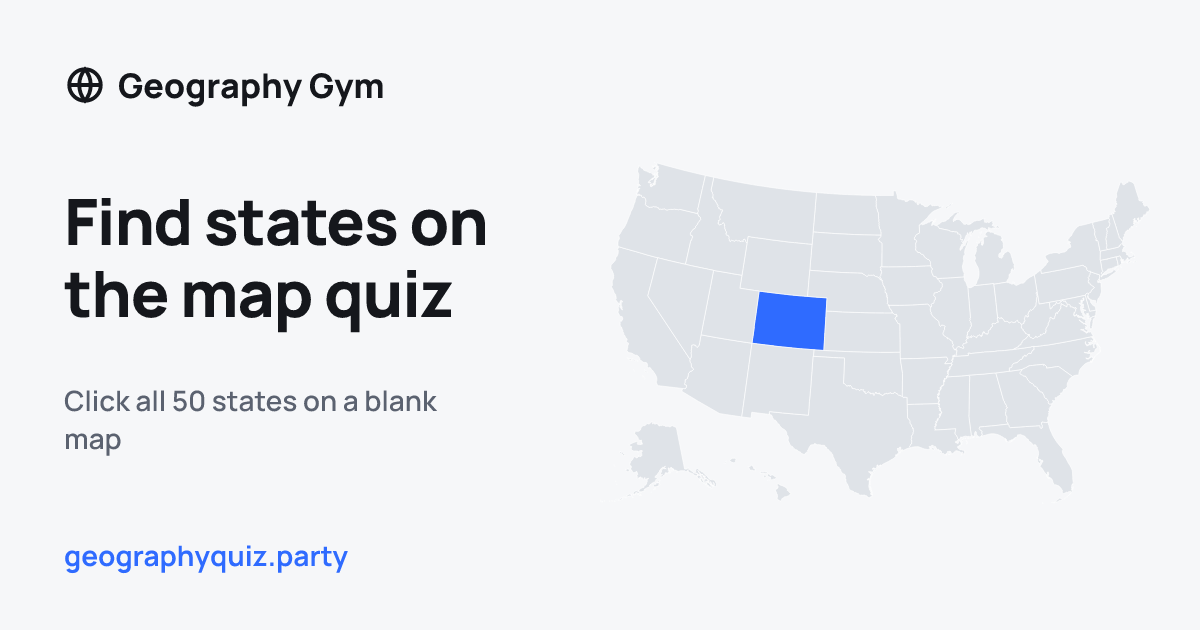 Geography Gym
Find states on
the map quiz
Click all 50 states on a blank
map
geographyquiz.party